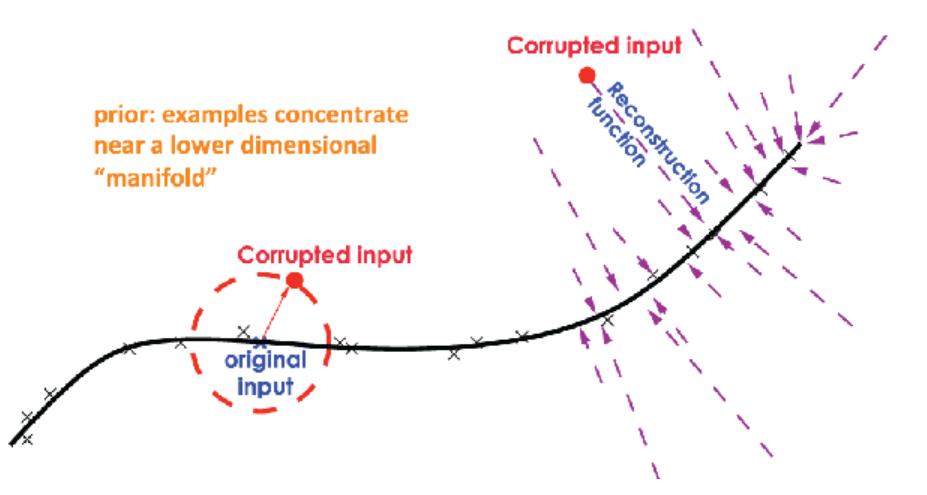 Corrupted input
prior: examples concentrate
near a lower dimensional
“manifold”
Reconstruction
function
Corrupted input
original
input